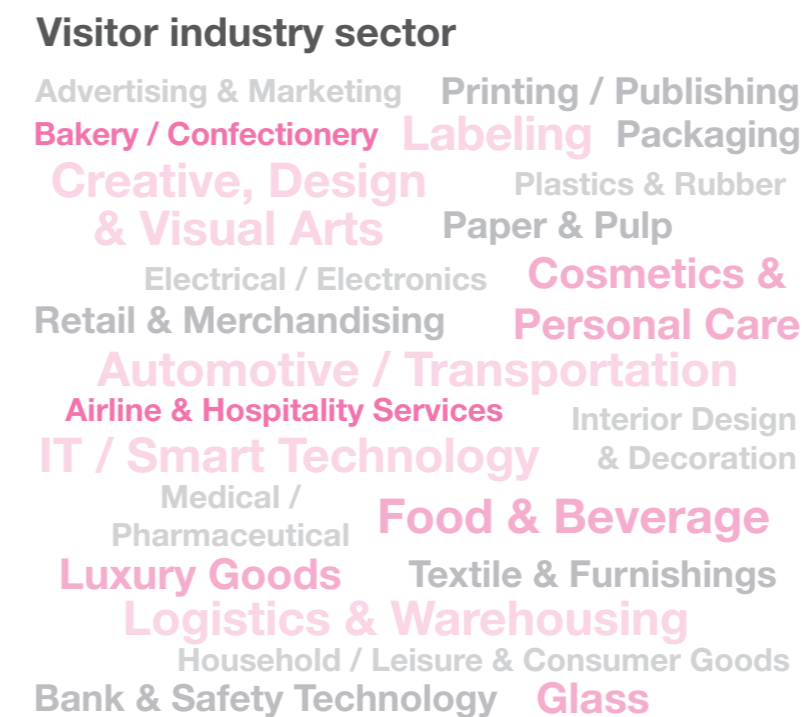 Visitor industry sector
Advertising & Marketing Printing / Publishing
Bakery / Confectionery Labeling Packaging
Creative, Design
& Visual Arts
Plastics & Rubber
Paper & Pulp
Electrical / Electronics
Cosmetics &
Personal Care
Retail & Merchandising
Automotive / Transportation
Airline & Hospitality Services
Interior Design
& Decoration
IT / Smart Technology
Medical /
Pharmaceutical
Food & Beverage
Luxury Goods Textile & Furnishings
Logistics & Warehousing
Household / Leisure & Consumer Goods
Bank & Safety Technology Glass